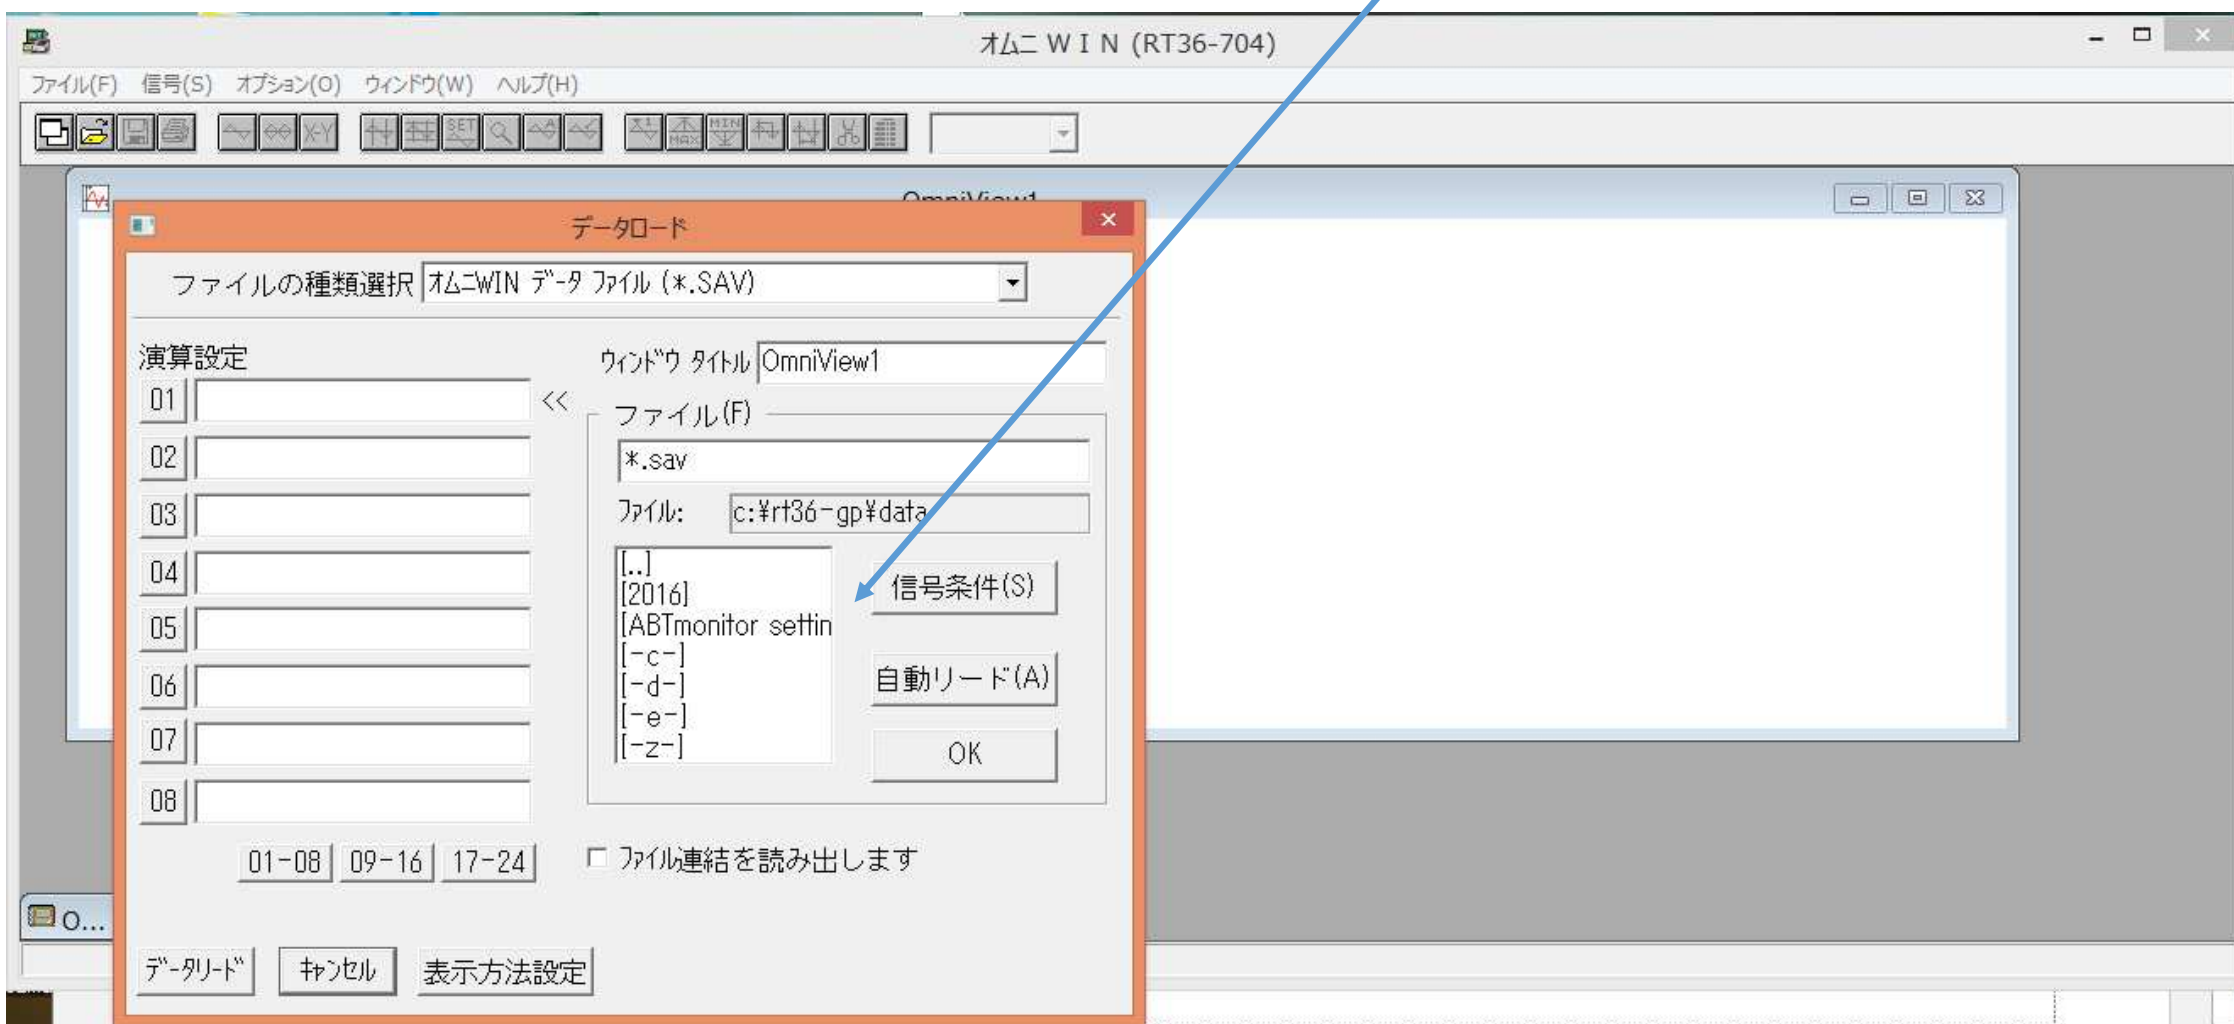 オムニ W I N (RT36-704)
ファイル(F) 信号(S) オプション(O) ウィンドウ(W) ヘルプ(H)
X-Y SET X1 MAX MIN
OmniView1
データロード
ファイルの種類選択 ｵﾑﾆWIN ﾃﾞｰﾀ ﾌｧｲﾙ (*.SAV)
演算設定
ｳｨﾝﾄﾞｳ ﾀｲﾄﾙ OmniView1
01 <<
ファイル(F)
02
*.sav
03
ﾌｧｲﾙ: c:¥rt36-gp¥data
04
[..]
[2016]
信号条件(S)
05
[ABTmonitor settin
[-c-]
06
[-d-]
自動リード(A)
[-e-]
07
[-z-]
OK
08
01-08 09-16 17-24
ﾌｧｲﾙ連結を読み出します
O...
ﾃﾞｰﾀﾘｰﾄﾞ ｷｬﾝｾﾙ 表示方法設定